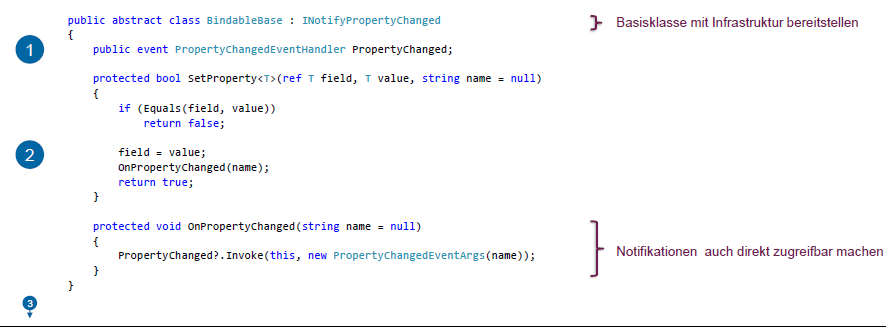 public abstract class BindableBase : INotifyPropertyChanged
Basisklasse mit Infrastruktur bereitstellen
{
1
public event PropertyChangedEventHandler PropertyChanged;
protected bool SetProperty<T>(ref T field, T value, string name = null)
{
if (Equals(field, value))
return false;
2
field = value;
OnPropertyChanged(name);
return true;
}
protected void OnPropertyChanged(string name = null)
{
PropertyChanged?.Invoke(this, new PropertyChangedEventArgs(name));
Notifikationen auch direkt zugreifbar machen
}
}
3